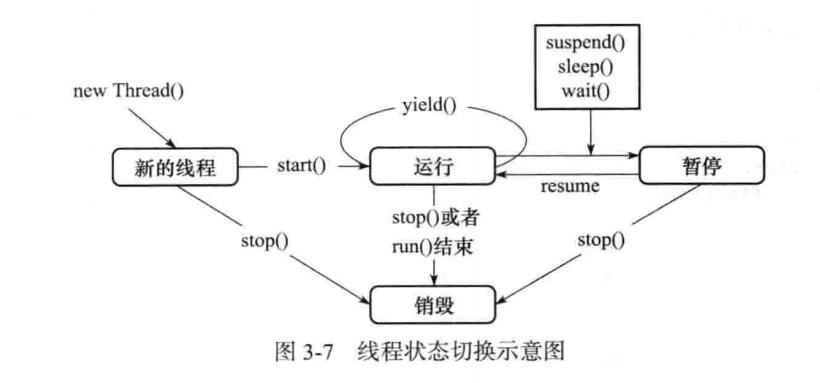 suspend()
sleep()
wait()
new Thread()
yield()
新的线程
start()
运行
暂停
resume
stop()或者
run()结束
stop()
stop()
销毁
图 3-7 线程状态切换示意图